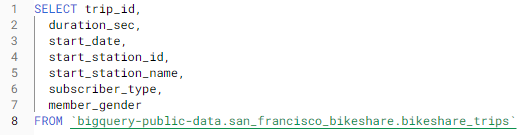 1 SELECT trip_id,
2 duration_sec,
3 start_date,
4 start_station_id,
5 start_station_name,
6 subscriber_type,
7 member_gender
8 FROM `bigquery-public-data.san_francisco_bikeshare.bikeshare_trips`